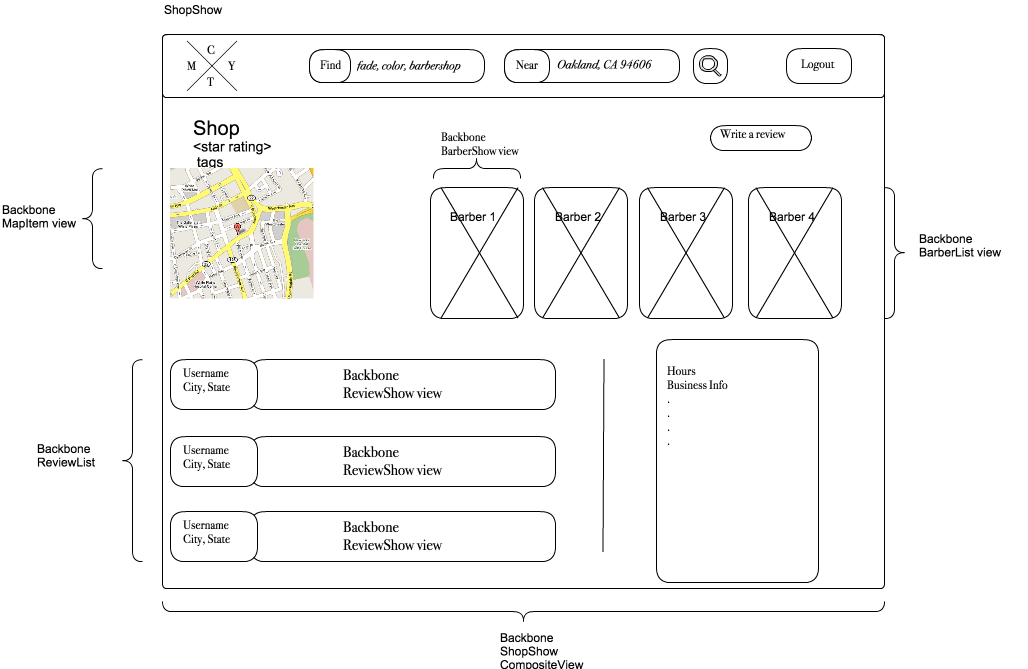 ShopShow
C
M Y
T
Find fade, color, barbershop
Near Oakland, CA 94606
Logout
Shop
<star rating>
tags
Backbone
BarberShow view
Write a review
Backbone
MapItem view
Barber 1
Barber 2
Barber 3
Barber 4
Backbone
BarberList view
Username
City, State
Backbone
ReviewShow view
Hours
Business Info
.
.
.
.
Backbone
ReviewList
Username
City, State
Backbone
ReviewShow view
Username
City, State
Backbone
ReviewShow view
Backbone
ShopShow
CompositeView